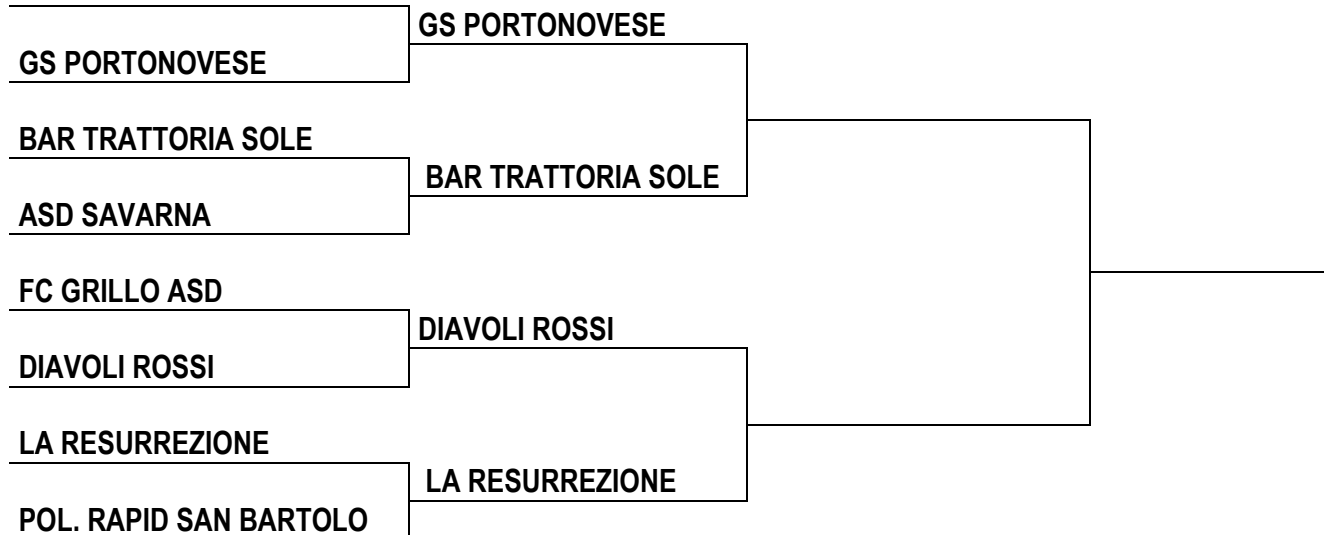 GS PORTONOVESE
GS PORTONOVESE
BAR TRATTORIA SOLE
BAR TRATTORIA SOLE
ASD SAVARNA
FC GRILLO ASD
DIAVOLI ROSSI
DIAVOLI ROSSI
LA RESURREZIONE
LA RESURREZIONE
POL. RAPID SAN BARTOLO